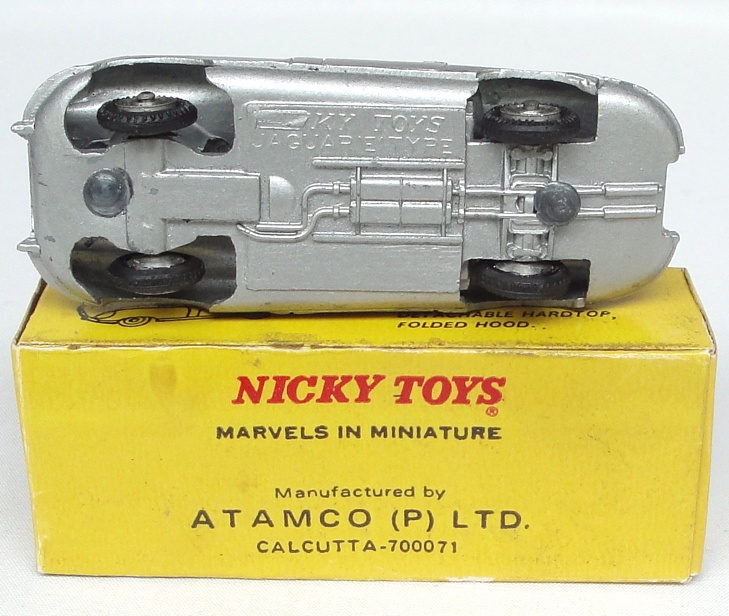 KY TOYS
JAGUAR E TYPE
DETACHABLE HARDTOP,
FOLDED HOOD.
NICKY TOYS®
MARVELS IN MINIATURE
Manufactured by
ATAMCO (P) LTD.
CALCUTTA-700071